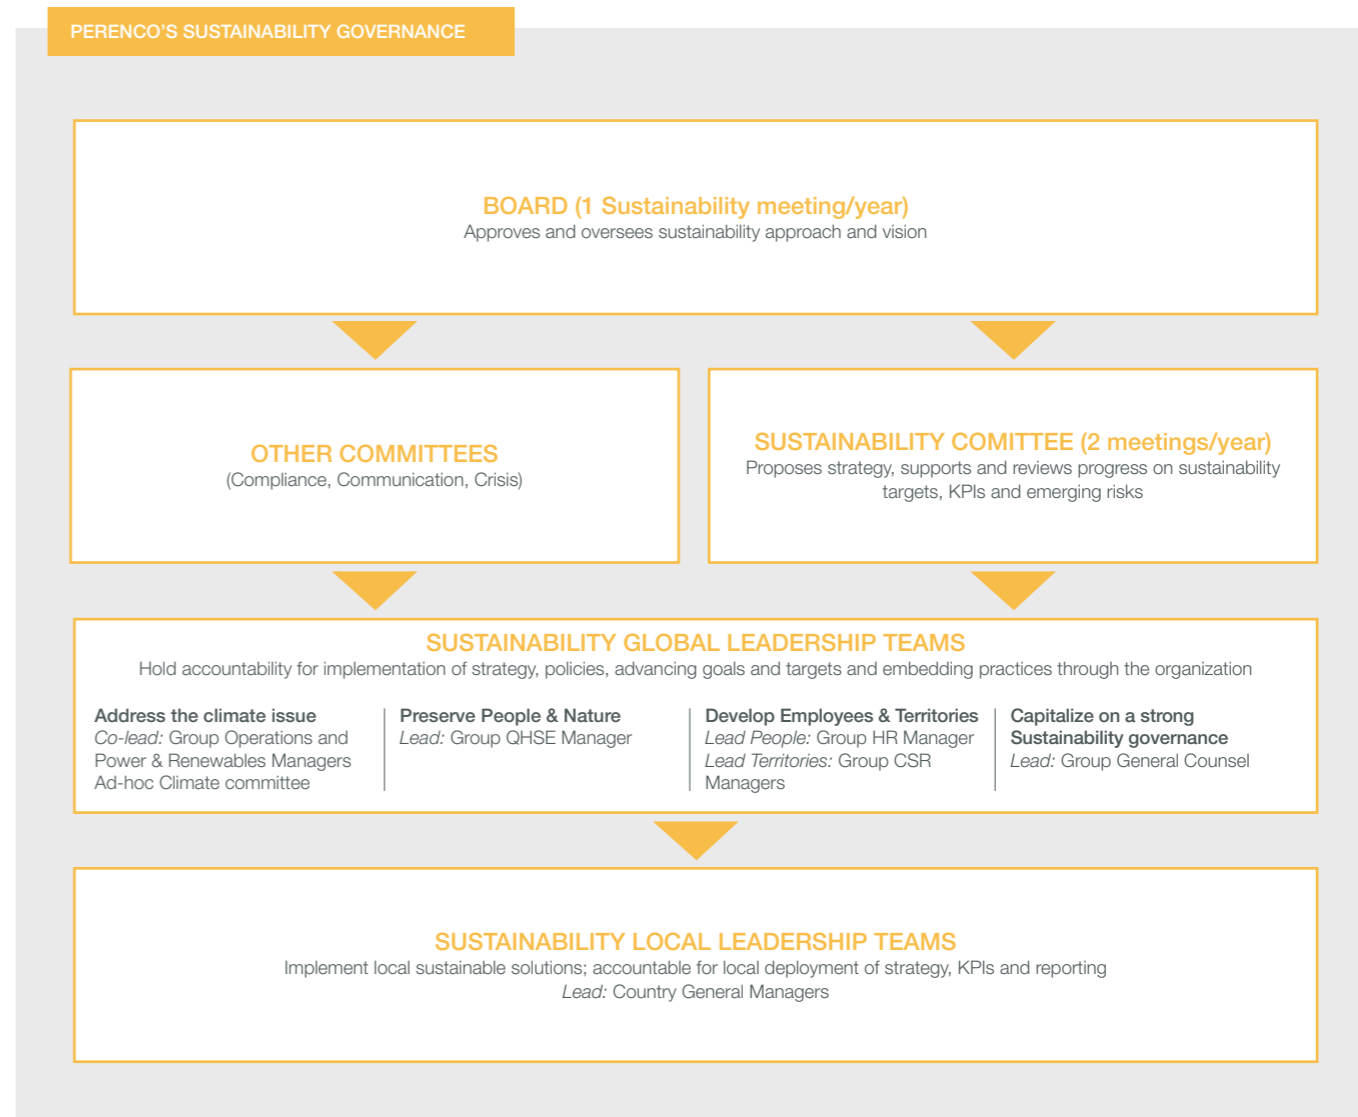 PERENCO'S SUSTAINABILITY GOVERNANCE
BOARD (1 Sustainability meeting/year)
Approves and oversees sustainability approach and vision
OTHER COMMITTEES
(Compliance, Communication, Crisis)
SUSTAINABILITY COMITTEE (2 meetings/year)
Proposes strategy, supports and reviews progress on sustainability
targets, KPIs and emerging risks
SUSTAINABILITY GLOBAL LEADERSHIP TEAMS
Hold accountability for implementation of strategy, policies, advancing goals and targets and embedding practices through the organization
Address the climate issue
Co-lead: Group Operations and
Power & Renewables Managers
Ad-hoc Climate committee
Preserve People & Nature
Lead: Group QHSE Manager
Develop Employees & Territories
Lead People: Group HR Manager
Lead Territories: Group CSR
Managers
Capitalize on a strong
Sustainability governance
Lead: Group General Counsel
SUSTAINABILITY LOCAL LEADERSHIP TEAMS
Implement local sustainable solutions; accountable for local deployment of strategy, KPIs and reporting
Lead: Country General Managers